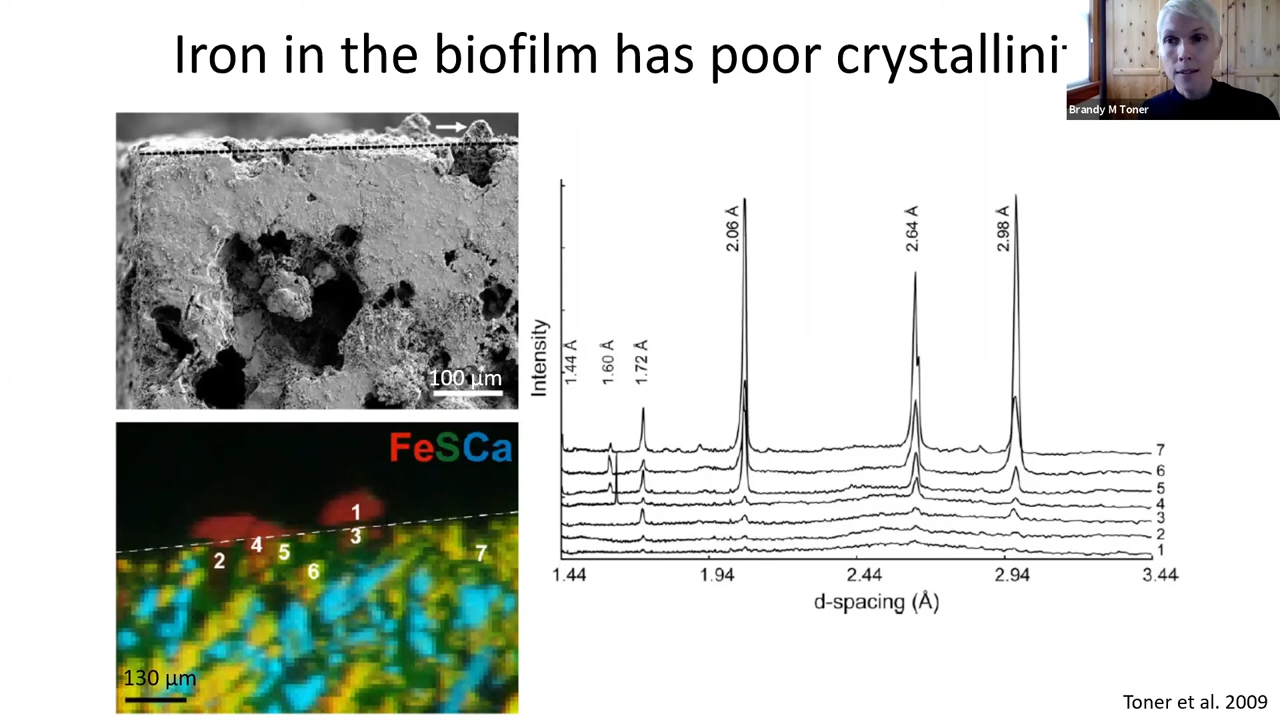 Iron in the biofilm has poor crystallini
Brandy M Toner
100 µm
FeSCa
1
2
4
5
3
6
7
130 µm
Intensity
1.44 Å
1.60 Å
1.72 Å
2.06 Å
2.64 Å
2.98 Å
7
6
5
4
3
2
1
1.44 1.94 2.44 2.94 3.44
d-spacing (Å)
Toner et al. 2009